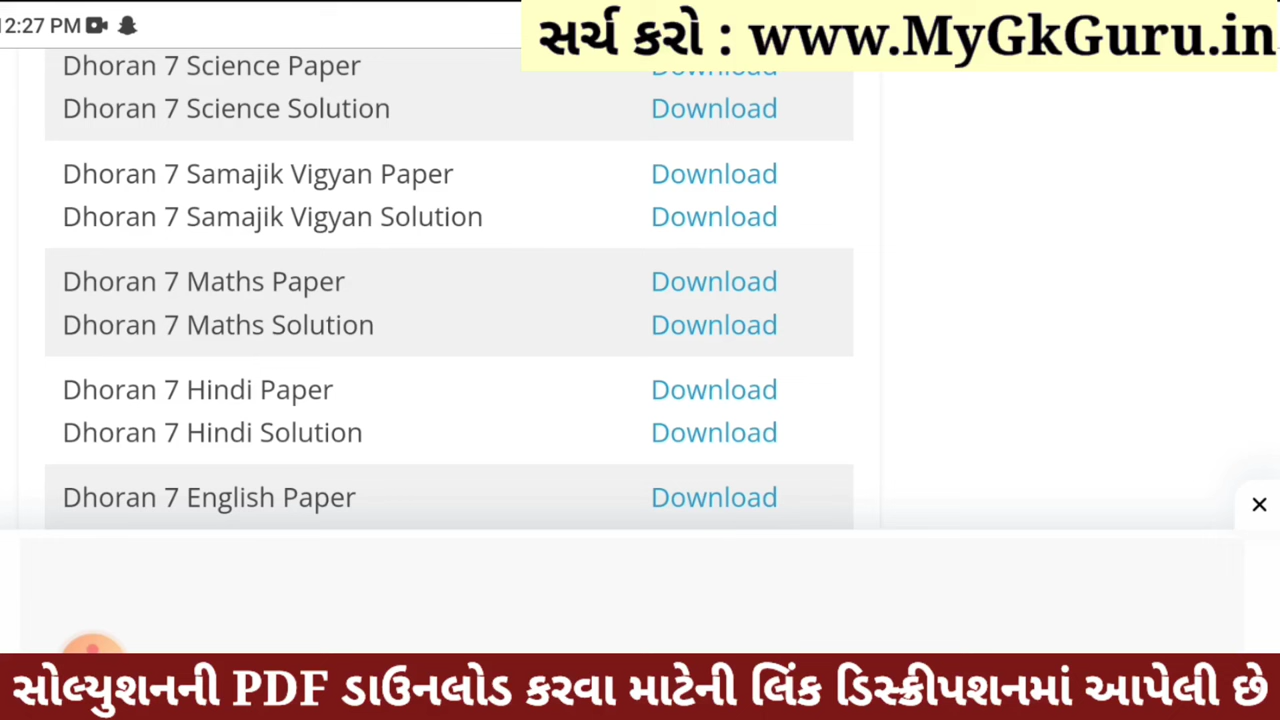 12:27 PM
સર્ચ કરો : www.MyGkGuru.in
Dhoran 7 Science Paper Download
Dhoran 7 Science Solution Download
Dhoran 7 Samajik Vigyan Paper Download
Dhoran 7 Samajik Vigyan Solution Download
Dhoran 7 Maths Paper Download
Dhoran 7 Maths Solution Download
Dhoran 7 Hindi Paper Download
Dhoran 7 Hindi Solution Download
Dhoran 7 English Paper Download
સોલ્યુશનની PDF ડાઉનલોડ કરવા માટેની લિંક ડિસ્ક્રીપશનમાં આપેલી છે